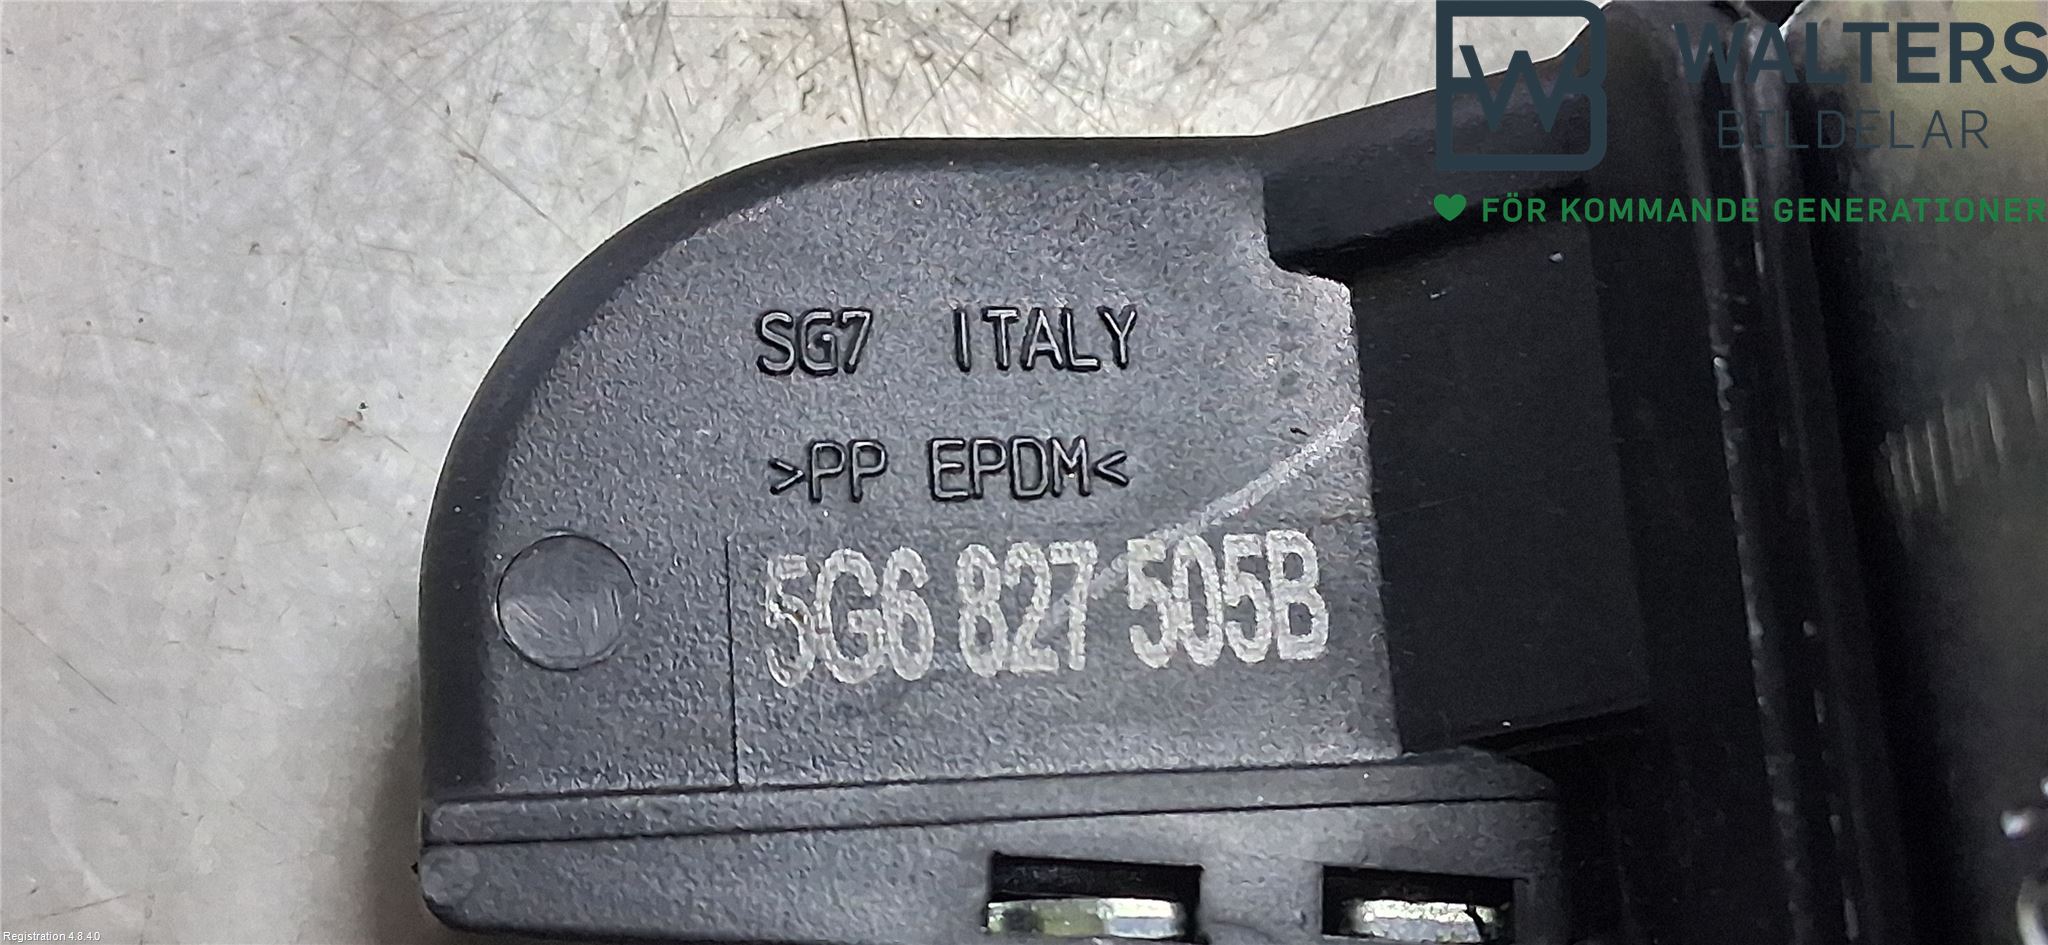 WALTERS
BILDELAR
FÖR KOMMANDE GENERATIONER
SG7 ITALY
>PP EPDM<
5G6 827 505B
Registration 4.8.4.0